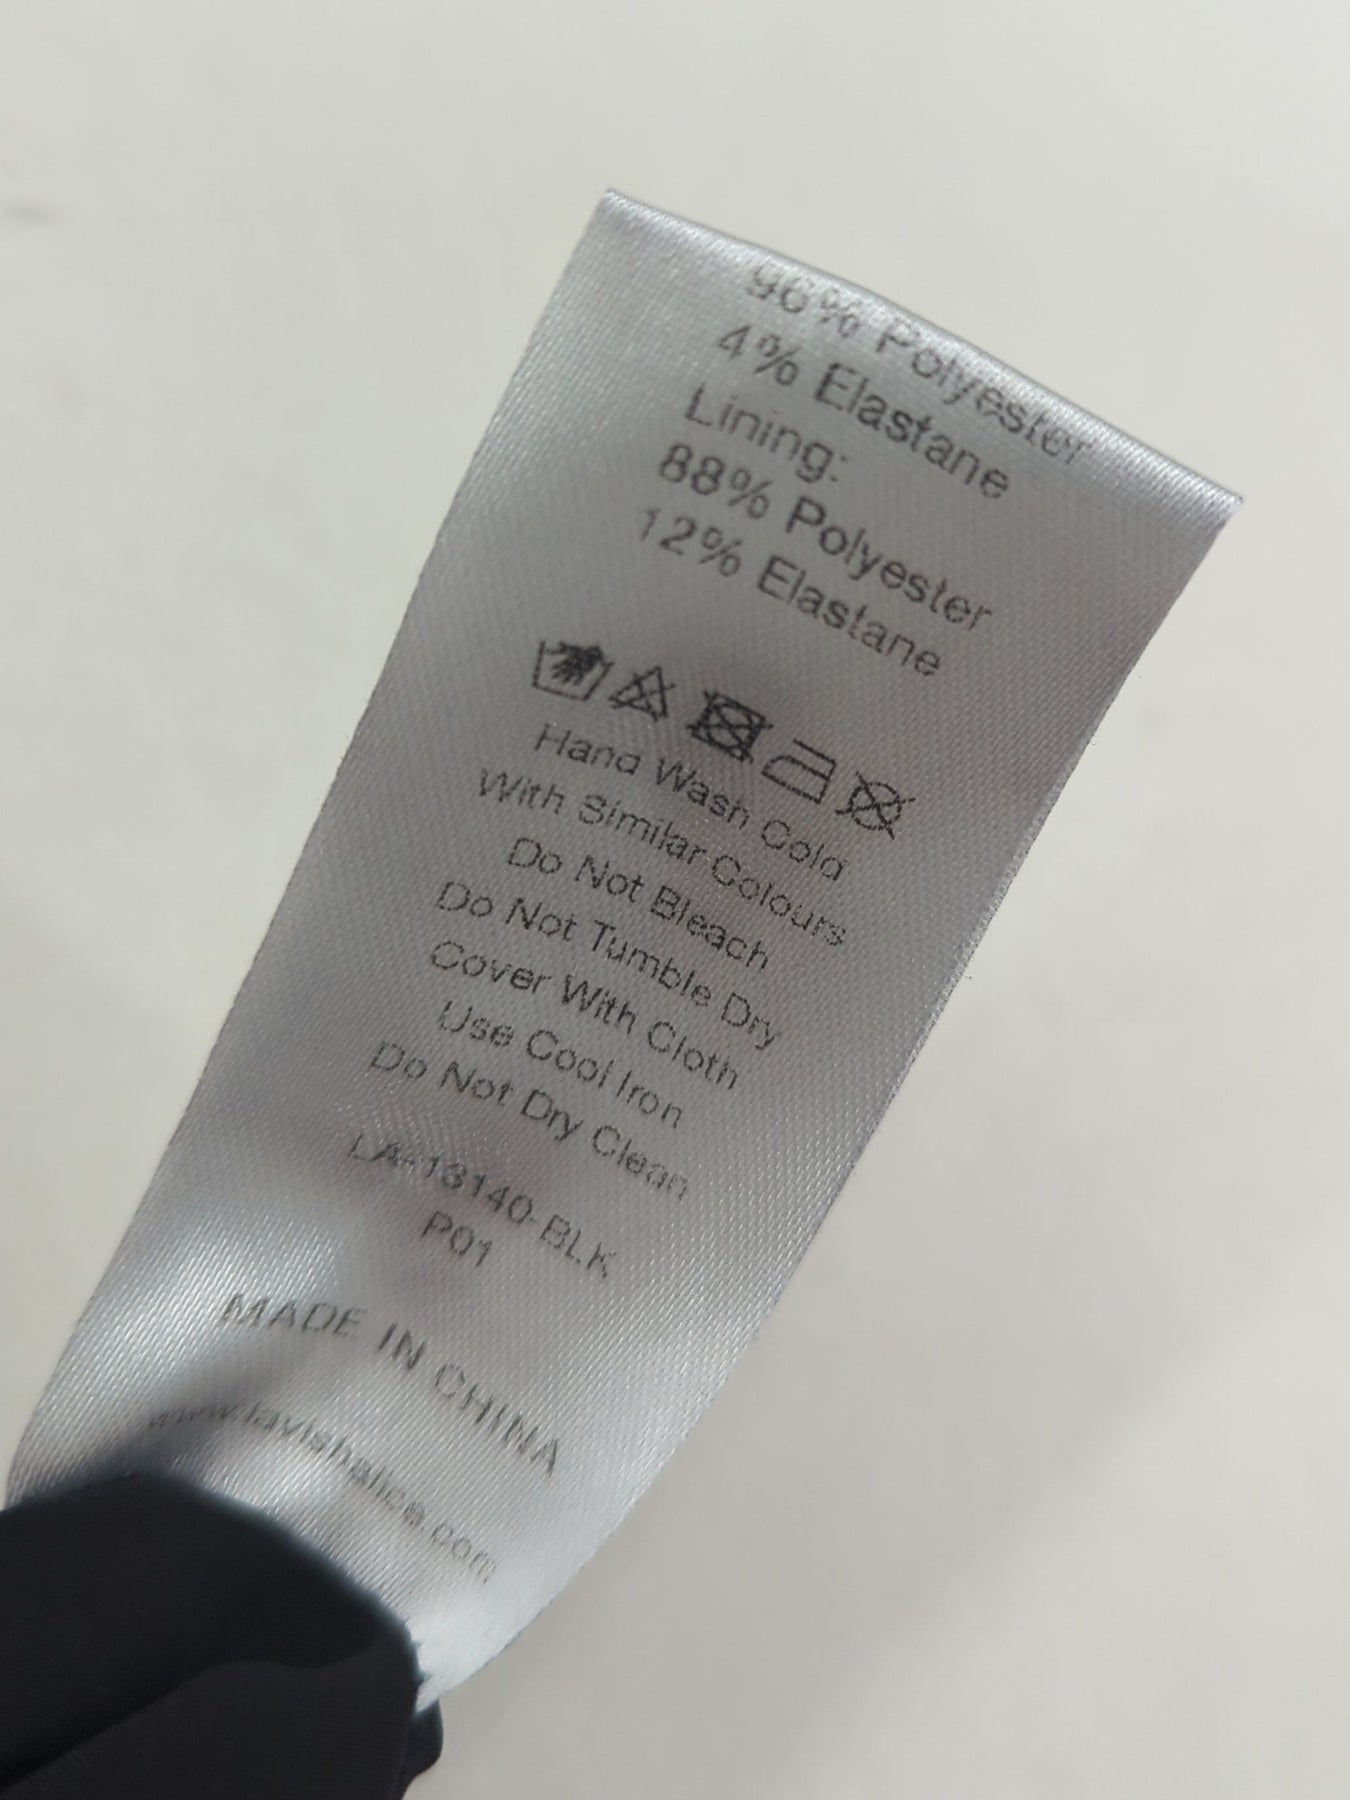 96% Polyester
4% Elastane
Lining:
88% Polyester
12% Elastane
Hand Wash Cold
With Similar Colours
Do Not Bleach
Do Not Tumble Dry
Cover With Cloth
Use Cool Iron
Do Not Dry Clean
LA-13140-BLK
P01
MADE IN CHINA
www.lavishalice.com